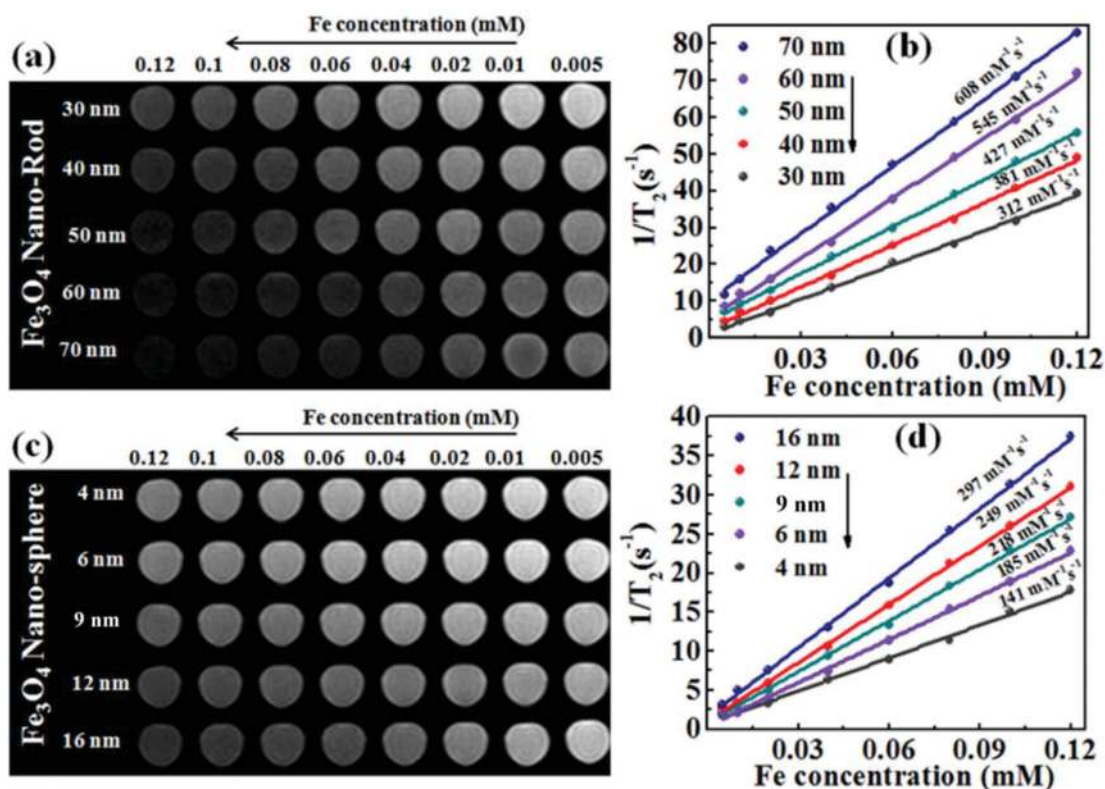 (a)
Fe concentration (mM)
0.12 0.1 0.08 0.06 0.04 0.02 0.01 0.005
Fe₃O₄ Nano-Rod
30 nm
40 nm
50 nm
60 nm
70 nm
(b)
70 nm
60 nm
50 nm
40 nm
30 nm
608 mM⁻¹s⁻¹
545 mM⁻¹s⁻¹
427 mM⁻¹s⁻¹
381 mM⁻¹s⁻¹
312 mM⁻¹s⁻¹
1/T₂(s⁻¹)
80
70
60
50
40
30
20
10
0
0.03 0.06 0.09 0.12
Fe concentration (mM)
(c)
Fe concentration (mM)
0.12 0.1 0.08 0.06 0.04 0.02 0.01 0.005
Fe₃O₄ Nano-sphere
4 nm
6 nm
9 nm
12 nm
16 nm
(d)
16 nm
12 nm
9 nm
6 nm
4 nm
297 mM⁻¹s⁻¹
249 mM⁻¹s⁻¹
218 mM⁻¹s⁻¹
185 mM⁻¹s⁻¹
141 mM⁻¹s⁻¹
1/T₂(s⁻¹)
40
35
30
25
20
15
10
5
0
0.03 0.06 0.09 0.12
Fe concentration (mM)